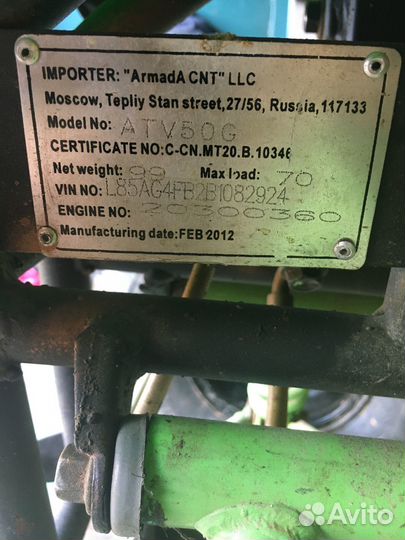 IMPORTER: "ArmadA CNT" LLC
Moscow, Tepliy Stan street,27/56, Russia,117133
Model No: ATV50G
CERTIFICATE NO:C-CN.MT20.B.10346
Net weight: 99 Max load: 70
VIN NO: L85AG4FB2B1082924
ENGINE NO: 20300360
Manufacturing date:FEB 2012
Avito